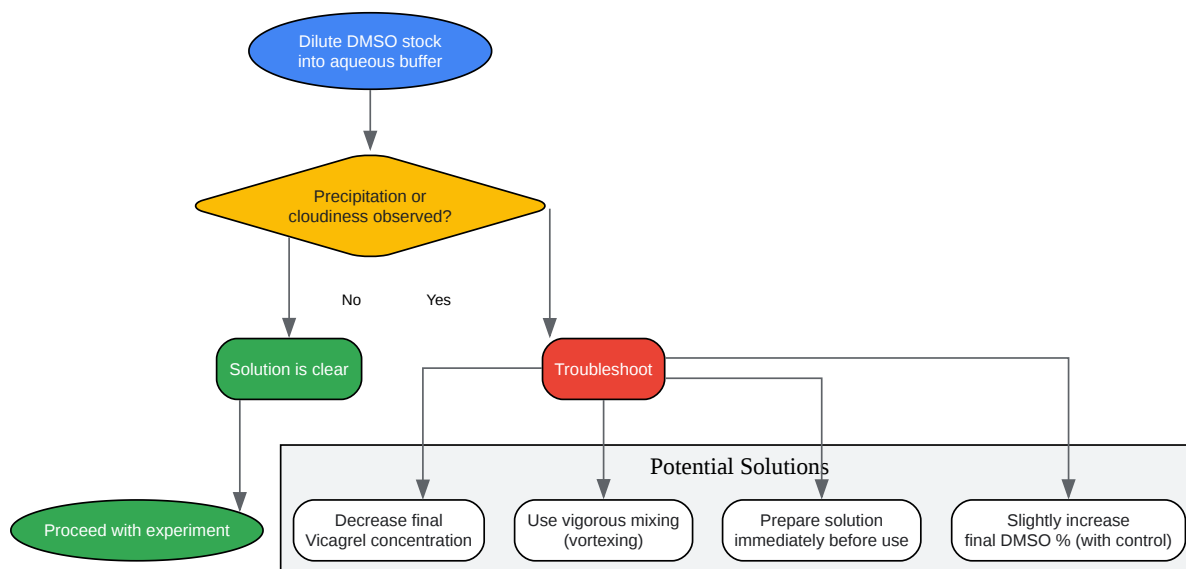 Dilute DMSO stock
into aqueous buffer
Precipitation or
cloudiness observed?
No
Yes
Solution is clear
Troubleshoot
Potential Solutions
Proceed with experiment
Decrease final
Vicagrel concentration
Use vigorous mixing
(vortexing)
Prepare solution
immediately before use
Slightly increase
final DMSO % (with control)